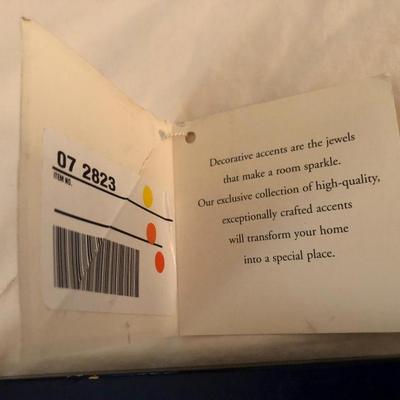 07 2823
ITEM NO.
Decorative accents are the jewels
that make a room sparkle.
Our exclusive collection of high-quality,
exceptionally crafted accents
will transform your home
into a special place.